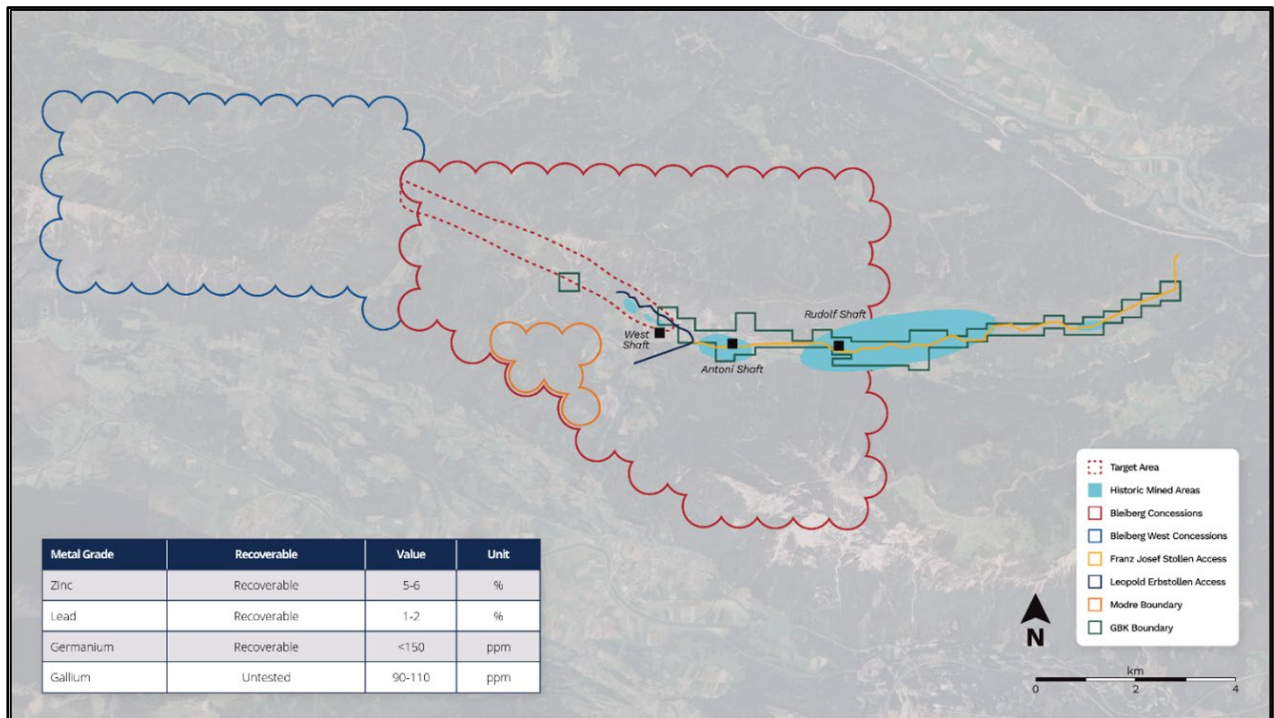 Rudolf Shaft
West
Shaft
Antoni Shaft
Target Area
Historic Mined Areas
Bleiberg Concessions
Bleiberg West Concessions
Franz Josef Stollen Access
Leopold Erbstollen Access
Modre Boundary
GBK Boundary
Metal Grade Recoverable Value Unit
Zinc Recoverable 5-6 %
Lead Recoverable 1-2 %
Germanium Recoverable <150 ppm
Gallium Untested 90-110 ppm
N
km
0 2 4